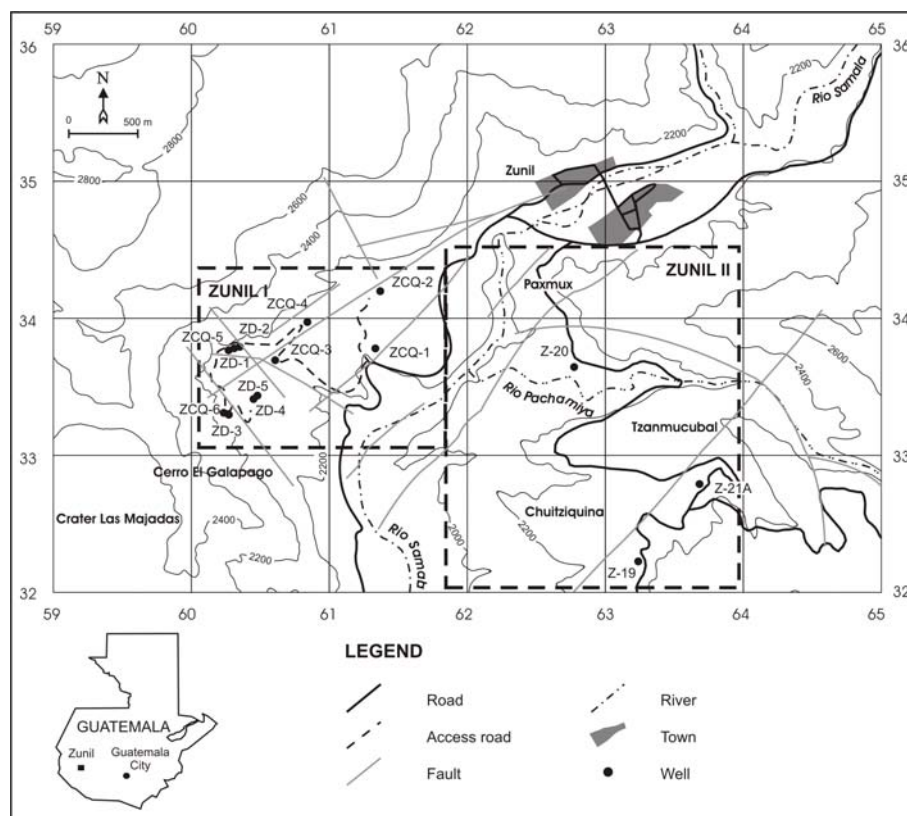 59 60 61 62 63 64 65
36 36
N
0 500 m
2800
2800
2600
2400
2200
2200
Rio Samala
Zunil
35 35
ZUNIL I
ZCQ-4
ZCQ-2
ZUNIL II
Paxmux
34 34
ZCQ-5
ZD-2
ZD-1
ZCQ-3
ZCQ-1
Z-20
2600
2400
ZD-5
ZCQ-6
ZD-4
ZD-3
Rio Pachamiya
Tzanmucubal
33 33
Cerro El Galapago
2200
Z-21A
Crater Las Majadas
2400
2200
Rio Samab
2000
2200
Chuitziquina
Z-19
32 32
59 60 61 62 63 64 65
LEGEND
Road
River
Access road
Town
Fault
Well
GUATEMALA
Zunil
Guatemala
City